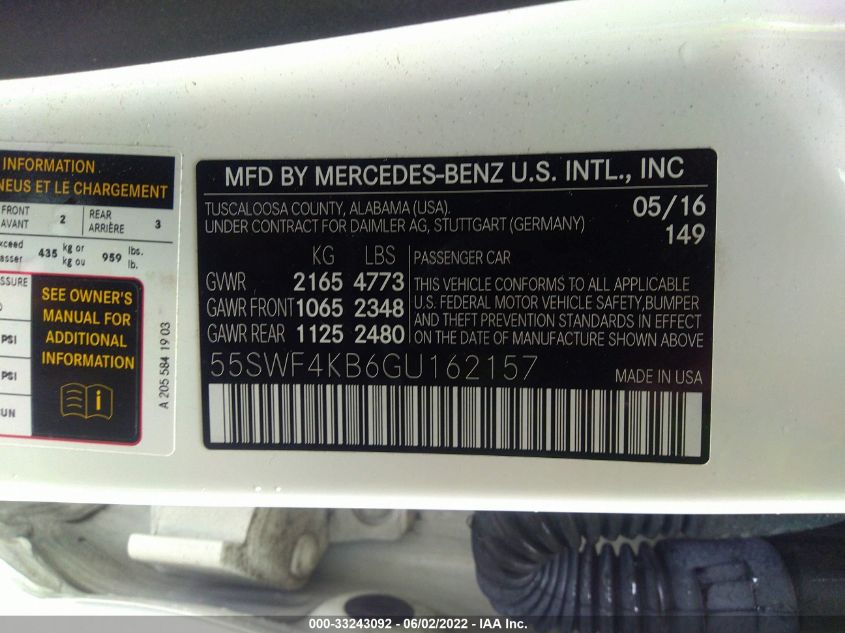 INFORMATION
NEUS ET LE CHARGEMENT
FRONT
AVANT
2
REAR
ARRIÈRE
3
435 kg or
kg ou
959 lbs.
lb.
SEE OWNER'S
MANUAL FOR
ADDITIONAL
INFORMATION
PSI
PSI
A 205 584 19 03
MFD BY MERCEDES-BENZ U.S. INTL., INC
TUSCALOOSA COUNTY, ALABAMA (USA).
UNDER CONTRACT FOR DAIMLER AG, STUTTGART (GERMANY)
05/16
149
KG LBS
GVWR 2165 4773
GAWR FRONT 1065 2348
GAWR REAR 1125 2480
PASSENGER CAR
THIS VEHICLE CONFORMS TO ALL APPLICABLE
U.S. FEDERAL MOTOR VEHICLE SAFETY, BUMPER
AND THEFT PREVENTION STANDARDS IN EFFECT
ON THE DATE OF MANUFACTURE SHOWN ABOVE
55SWF4KB6GU162157
MADE IN USA
000-33243092 - 06/02/2022 - IAA Inc.